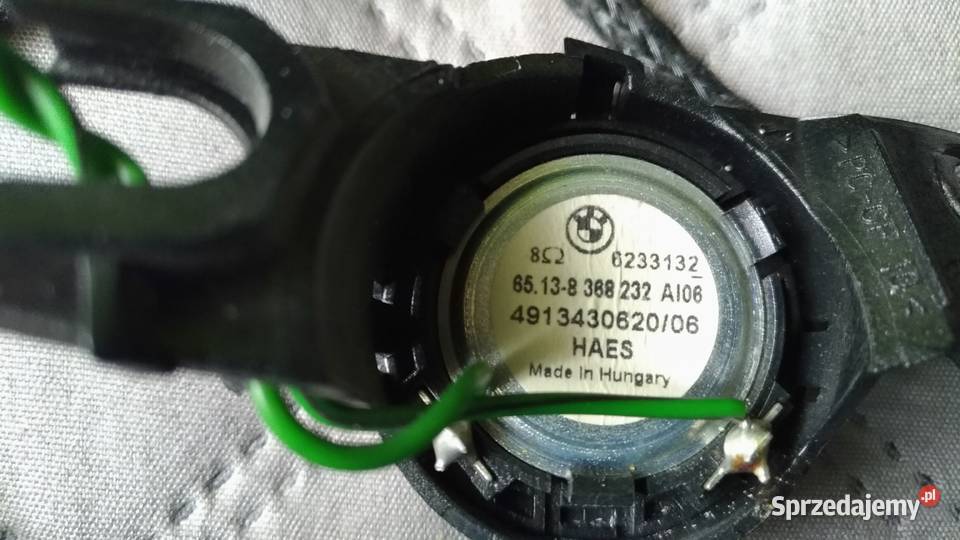 8Ω 6233132
65.13-8 368 232 AI06
4913430620/06
HAES
Made In Hungary
Sprzedajemy.pl